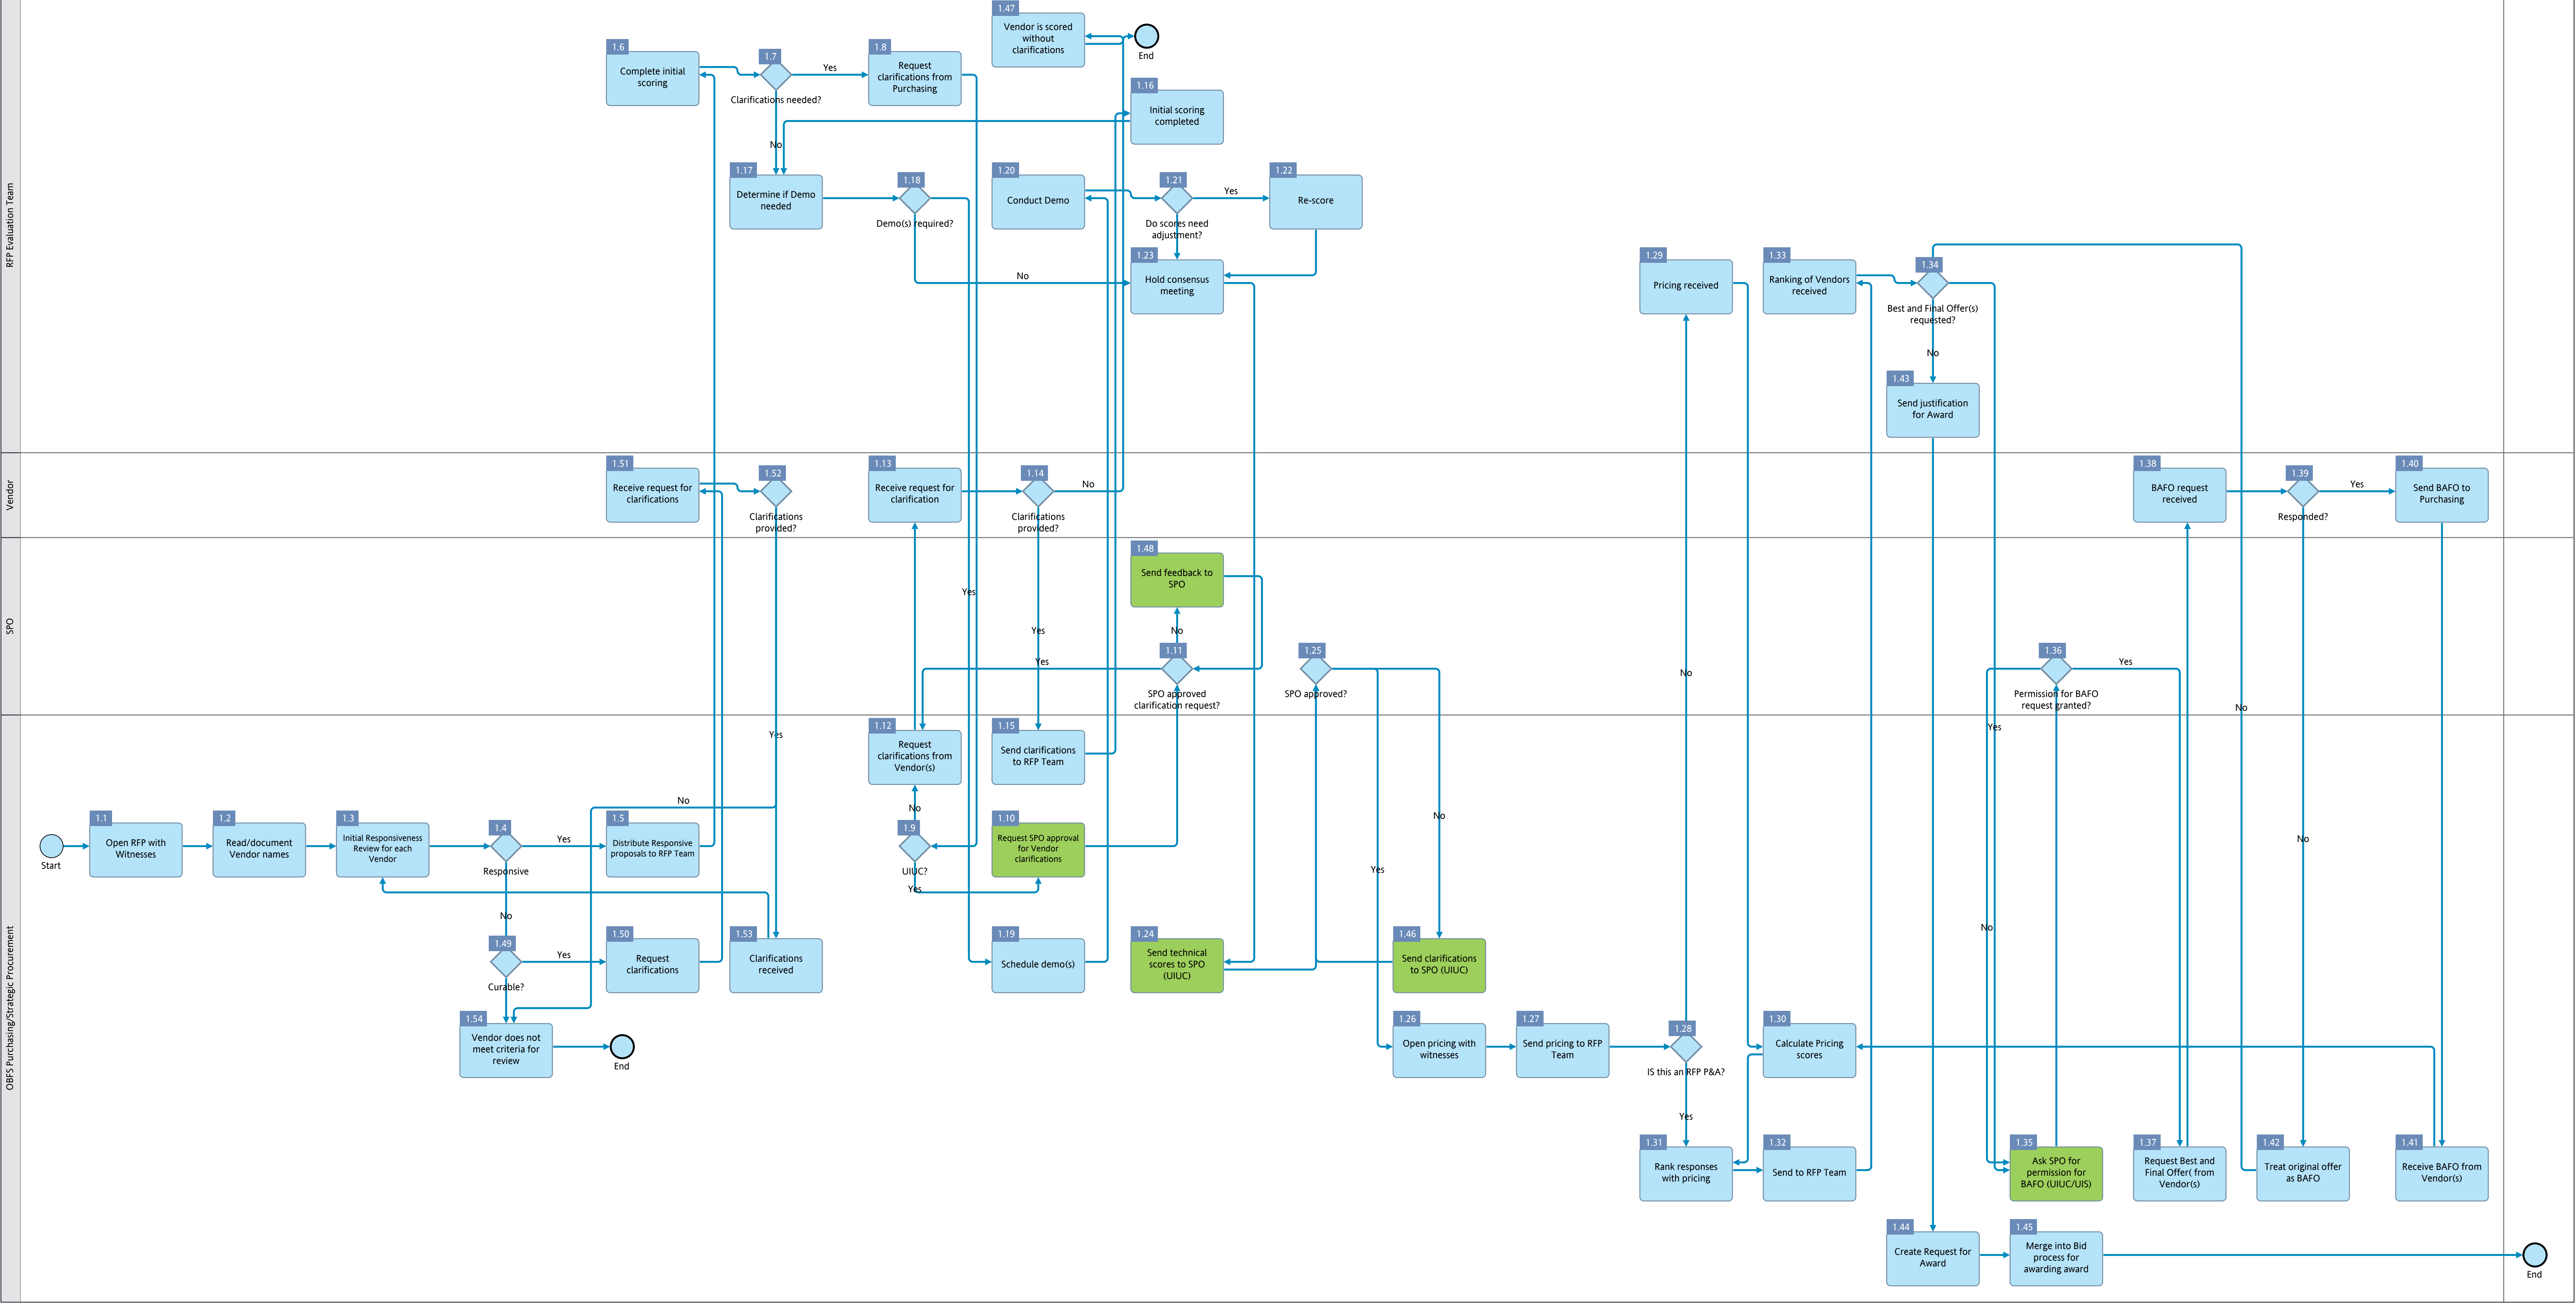 RFP Evaluation Team
1.47
Vendor is scored
without
clarifications
End
1.6
Complete initial
scoring
1.7
Clarifications needed?
Yes
No
1.8
Request
clarifications from
Purchasing
1.16
Initial scoring
completed
1.17
Determine if Demo
needed
1.18
Demo(s) required?
No
1.20
Conduct Demo
1.21
Do scores need
adjustment?
Yes
1.22
Re-score
1.23
Hold consensus
meeting
1.29
Pricing received
1.33
Ranking of Vendors
received
1.34
Best and Final Offer(s)
requested?
No
1.43
Send justification
for Award
Vendor
1.51
Receive request for
clarifications
1.52
Clarifications
provided?
1.13
Receive request for
clarification
1.14
Clarifications
provided?
No
1.38
BAFO request
received
1.39
Responded?
Yes
1.40
Send BAFO to
Purchasing
SPO
1.48
Send feedback to
SPO
Yes
Yes
No
Yes
1.11
SPO approved
clarification request?
1.25
SPO approved?
No
1.36
Permission for BAFO
request granted?
Yes
No
OBFS Purchasing/Strategic Procurement
Yes
Yes
1.12
Request
clarifications from
Vendor(s)
1.15
Send clarifications
to RFP Team
Start
1.1
Open RFP with
Witnesses
1.2
Read/document
Vendor names
1.3
Initial Responsiveness
Review for each
Vendor
1.4
Responsive
Yes
No
1.5
Distribute Responsive
proposals to RFP Team
No
1.9
UIUC?
No
Yes
1.10
Request SPO approval
for Vendor
clarifications
Yes
No
No
No
1.49
Curable?
Yes
1.50
Request
clarifications
1.53
Clarifications
received
1.19
Schedule demo(s)
1.24
Send technical
scores to SPO
(UIUC)
1.46
Send clarifications
to SPO (UIUC)
1.54
Vendor does not
meet criteria for
review
End
1.26
Open pricing with
witnesses
1.27
Send pricing to RFP
Team
1.28
IS this an RFP P&A?
Yes
1.30
Calculate Pricing
scores
1.31
Rank responses
with pricing
1.32
Send to RFP Team
1.35
Ask SPO for
permission for
BAFO (UIUC/UIS)
1.37
Request Best and
Final Offer( from
Vendor(s)
1.42
Treat original offer
as BAFO
1.41
Receive BAFO from
Vendor(s)
1.44
Create Request for
Award
1.45
Merge into Bid
process for
awarding award
End